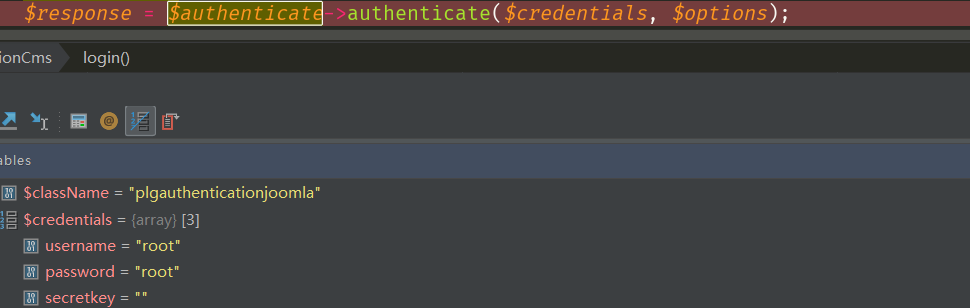 $response = $authenticate->authenticate($credentials, $options);
ionCms login()
ables
$className = "plgauthenticationjoomla"
$credentials = {array} [3]
username = "root"
password = "root"
secretkey = ""